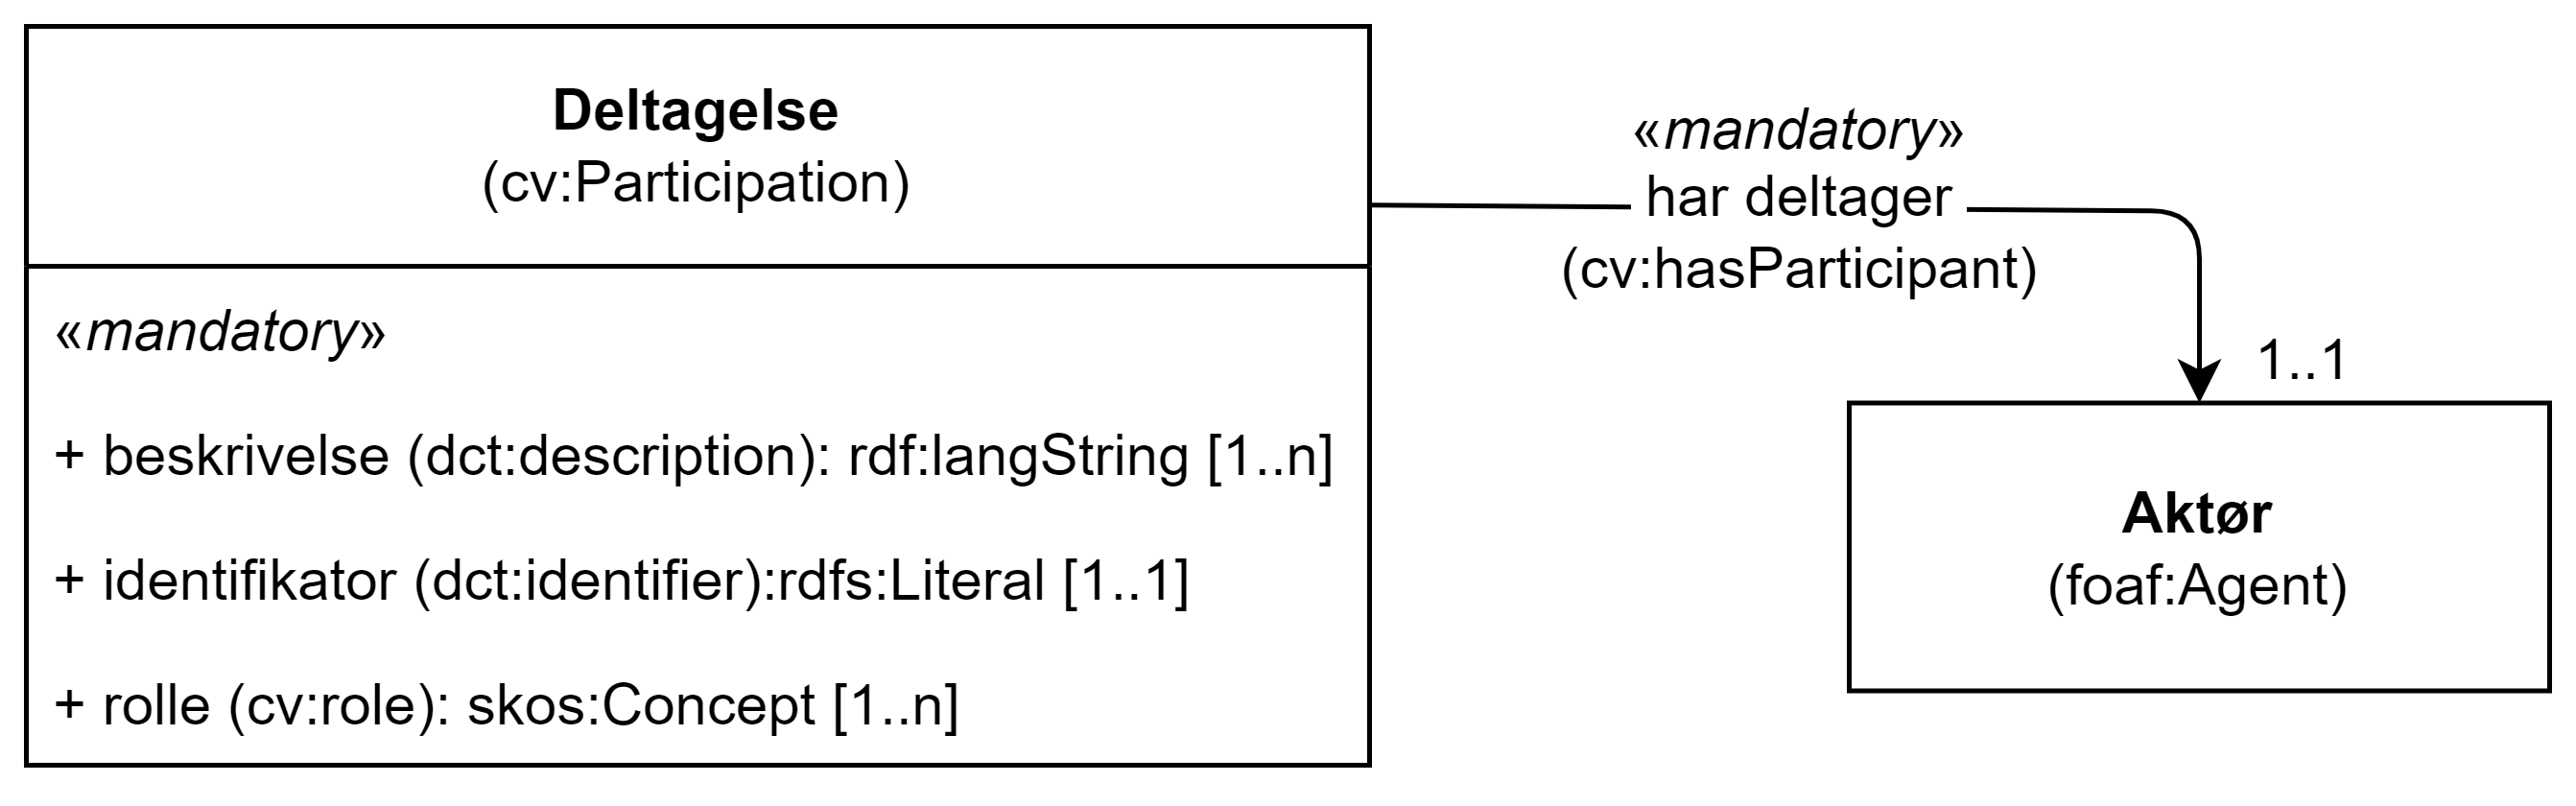 Deltagelse
(cv:Participation)
«mandatory»
+ beskrivelse (dct:description): rdf:langString [1..n]
+ identifikator (dct:identifier):rdfs:Literal [1..1]
+ rolle (cv:role): skos:Concept [1..n]
«mandatory»
har deltager
(cv:hasParticipant)
1..1
Aktør
(foaf:Agent)